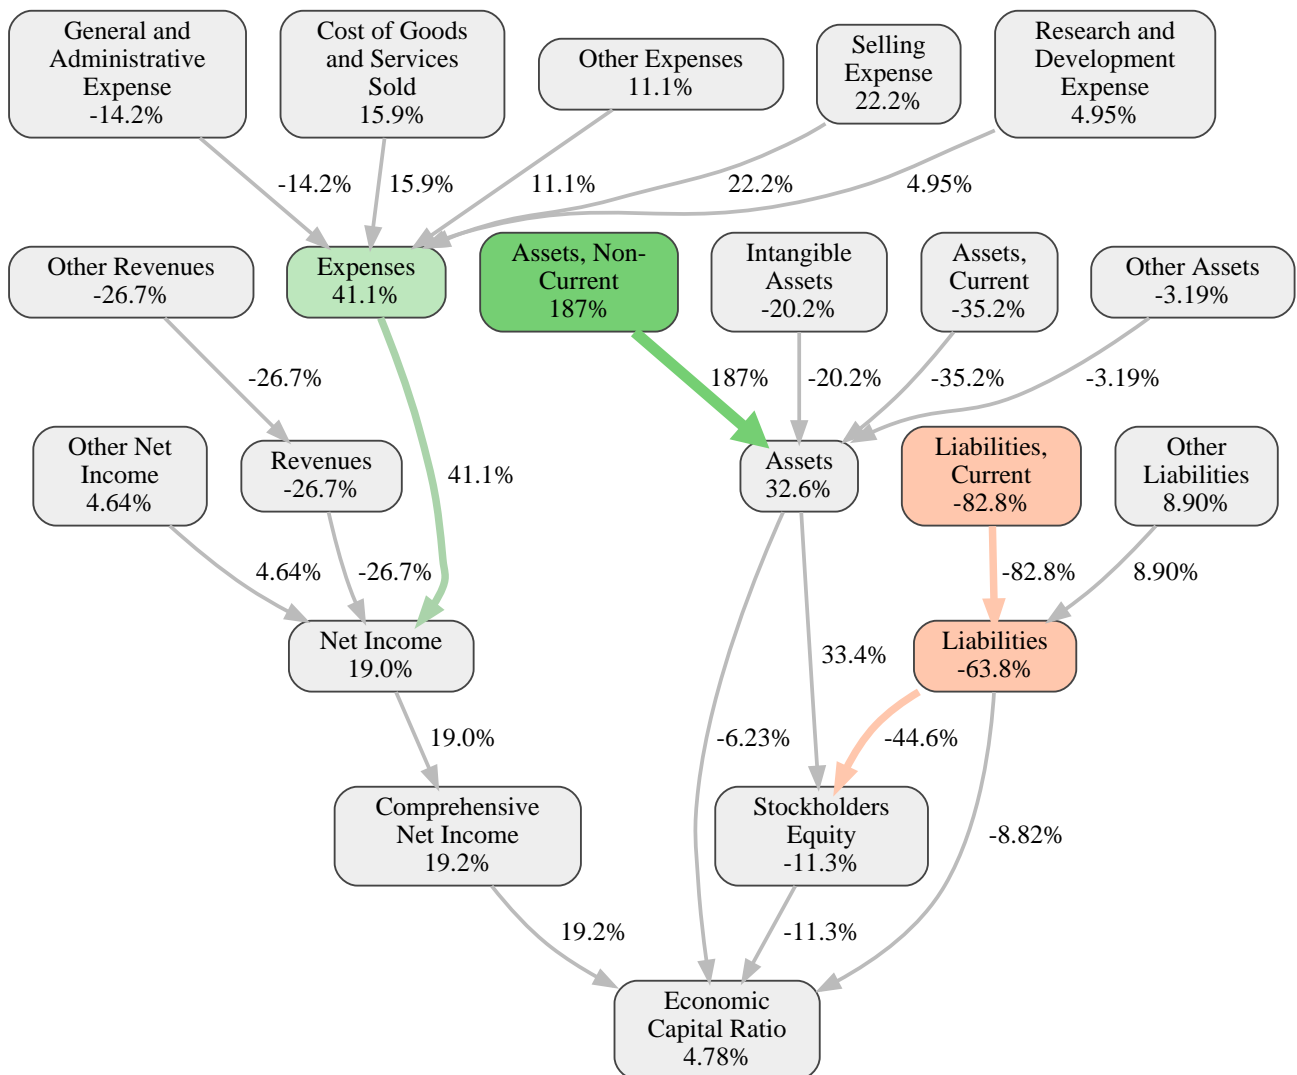 General and
Administrative
Expense
-14.2%
Cost of Goods
and Services
Sold
15.9%
Other Expenses
11.1%
Selling
Expense
22.2%
Research and
Development
Expense
4.95%
-14.2%
15.9%
11.1%
22.2%
4.95%
Other Revenues
-26.7%
Expenses
41.1%
Assets, Non-
Current
187%
Intangible
Assets
-20.2%
Assets,
Current
-35.2%
Other Assets
-3.19%
-26.7%
187%
-20.2%
-35.2%
-3.19%
Other Net
Income
4.64%
Revenues
-26.7%
41.1%
Assets
32.6%
Liabilities,
Current
-82.8%
Other
Liabilities
8.90%
4.64%
-26.7%
-82.8%
8.90%
Net Income
19.0%
33.4%
Liabilities
-63.8%
19.0%
-6.23%
-44.6%
Comprehensive
Net Income
19.2%
Stockholders
Equity
-11.3%
-8.82%
19.2%
-11.3%
Economic
Capital Ratio
4.78%